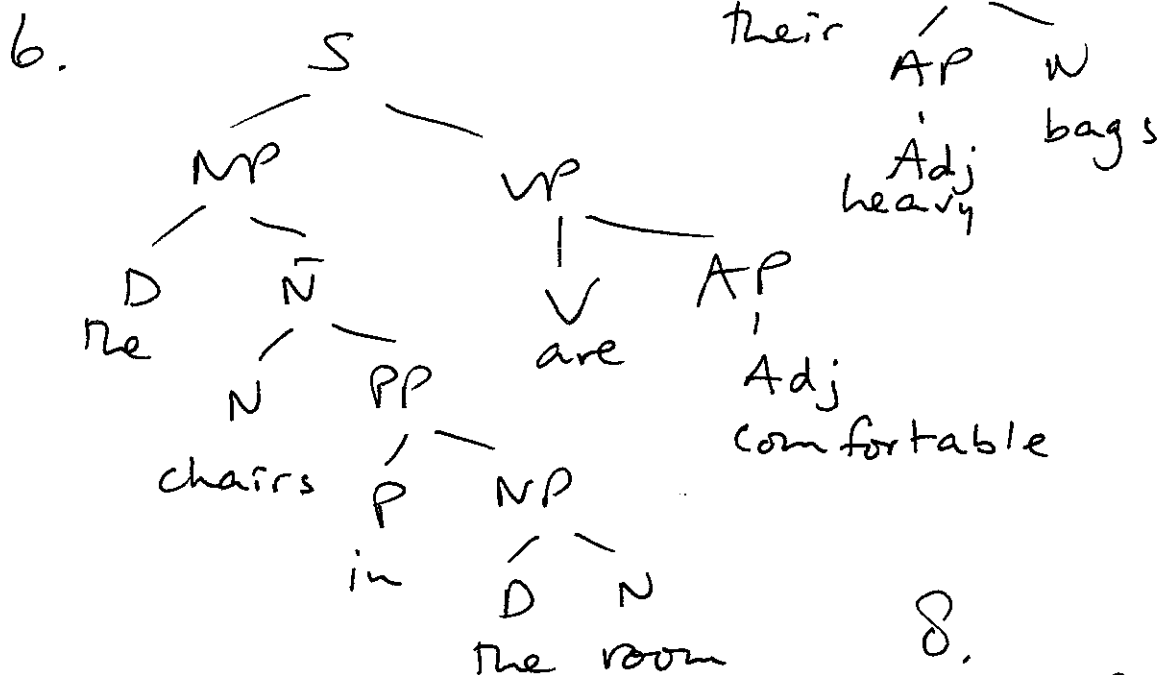 their
6. S AP N
bags
NP VP Adj
heavy
D N̄ V AP
the are
N PP Adj
chairs comfortable
P NP
in
D N 8.
the room